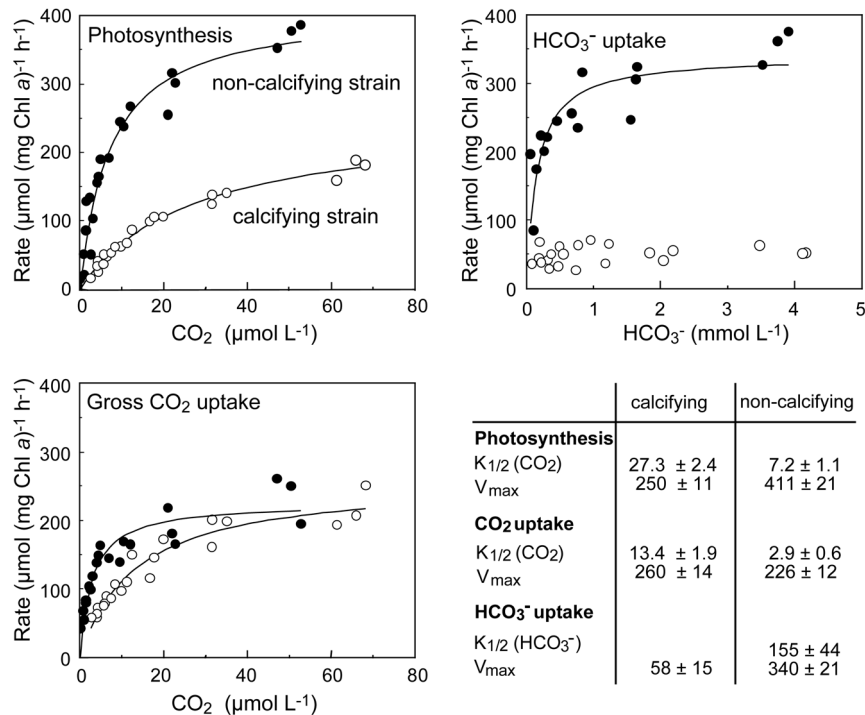 Photosynthesis
non-calcifying strain
calcifying strain
Rate (µmol (mg Chl a)⁻¹ h⁻¹)
400
300
200
100
0
0 20 40 60 80
CO₂ (µmol L⁻¹)
HCO₃⁻ uptake
Rate (µmol (mg Chl a)⁻¹ h⁻¹)
400
300
200
100
0
0 1 2 3 4 5
HCO₃⁻ (mmol L⁻¹)
Gross CO₂ uptake
Rate (µmol (mg Chl a)⁻¹ h⁻¹)
400
300
200
100
0
0 20 40 60 80
CO₂ (µmol L⁻¹)
calcifying non-calcifying
Photosynthesis
K1/2 (CO₂) 27.3 ± 2.4 7.2 ± 1.1
Vmax 250 ± 11 411 ± 21
CO₂ uptake
K1/2 (CO₂) 13.4 ± 1.9 2.9 ± 0.6
Vmax 260 ± 14 226 ± 12
HCO₃⁻ uptake
K1/2 (HCO₃⁻) 155 ± 44
Vmax 58 ± 15 340 ± 21